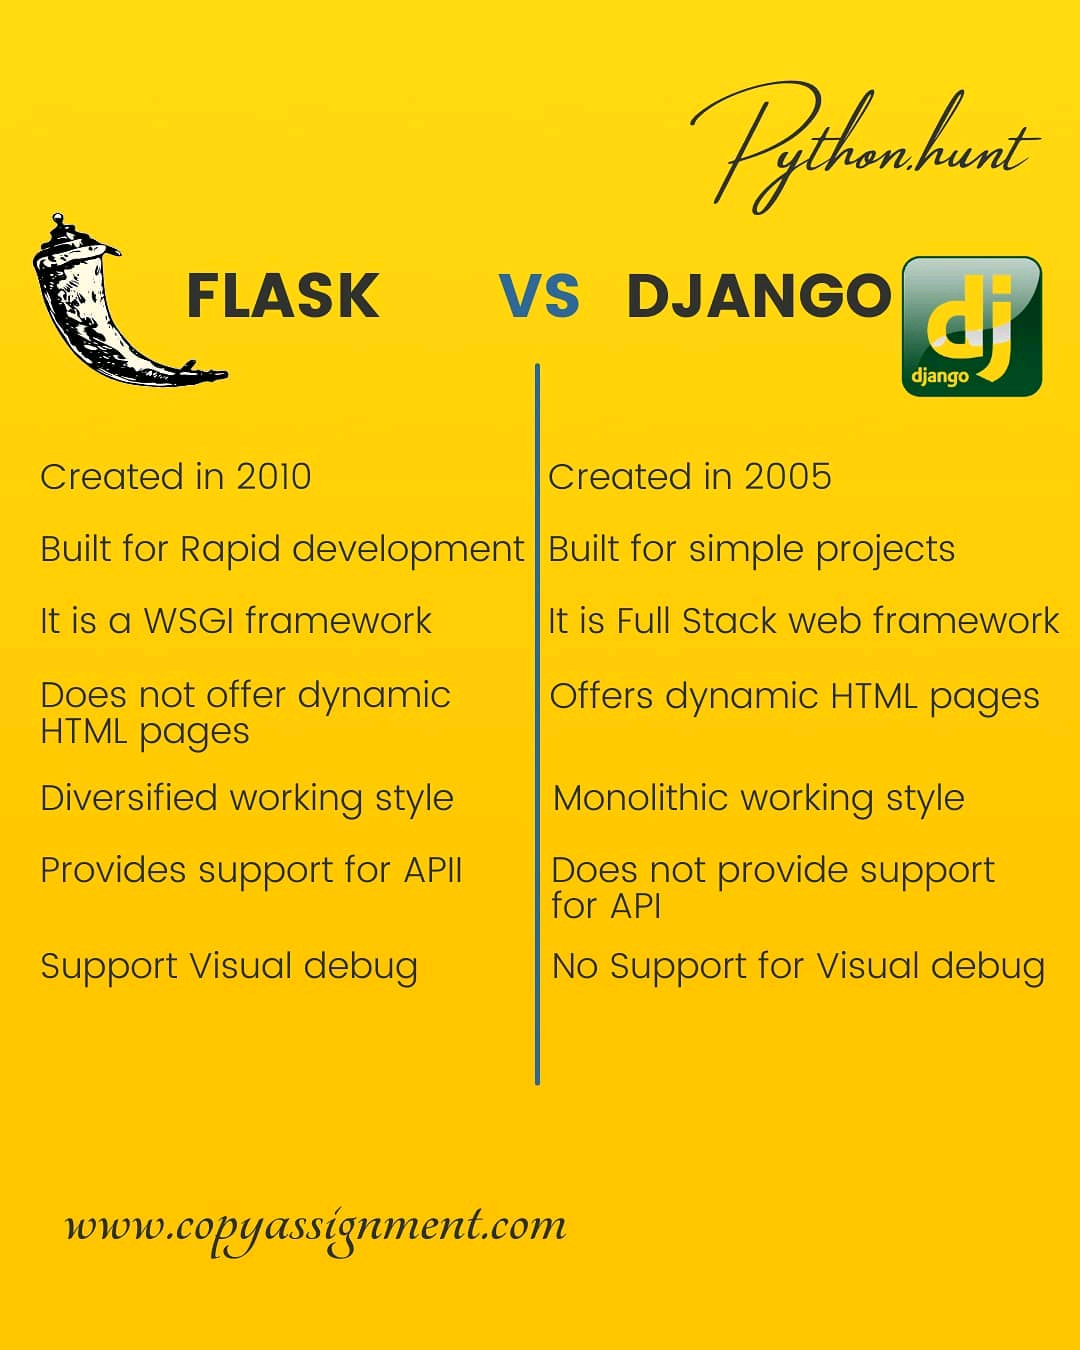 Python.hunt
FLASK VS DJANGO
dj
django
Created in 2010
Created in 2005
Built for Rapid development
Built for simple projects
It is a WSGI framework
It is Full Stack web framework
Does not offer dynamic
HTML pages
Offers dynamic HTML pages
Diversified working style
Monolithic working style
Provides support for APII
Does not provide support
for API
Support Visual debug
No Support for Visual debug
www.copyassignment.com